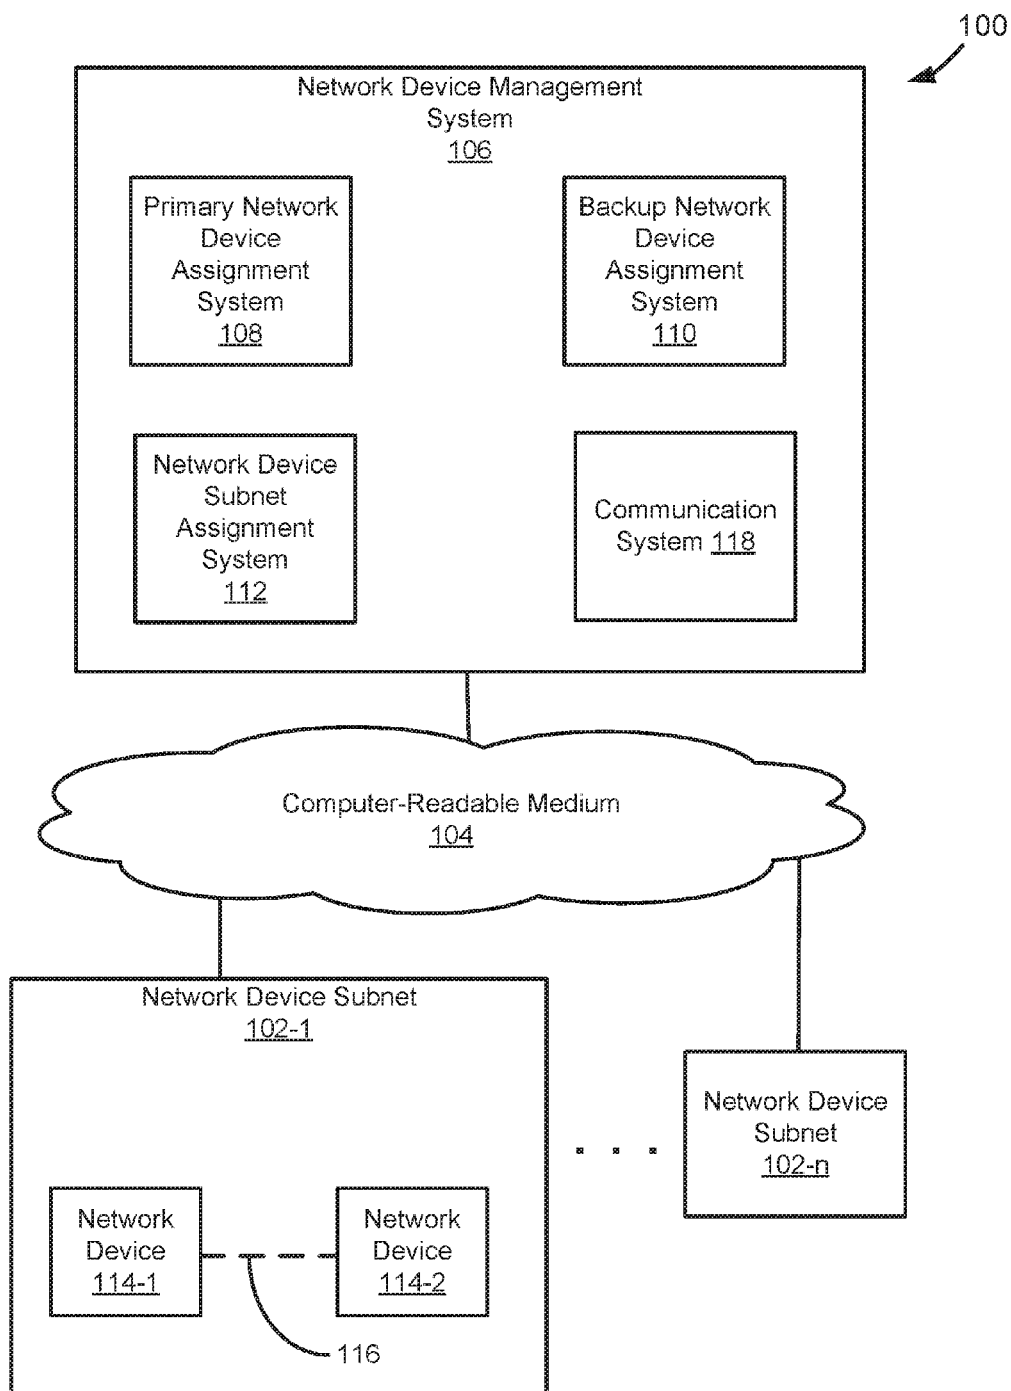 100
Network Device Management
System
106
Primary Network
Device
Assignment
System
108
Backup Network
Device
Assignment
System
110
Network Device
Subnet
Assignment
System
112
Communication
System 118
Computer-Readable Medium
104
Network Device Subnet
102-1
Network
Device
114-1
Network
Device
114-2
116
. . .
Network Device
Subnet
102-n